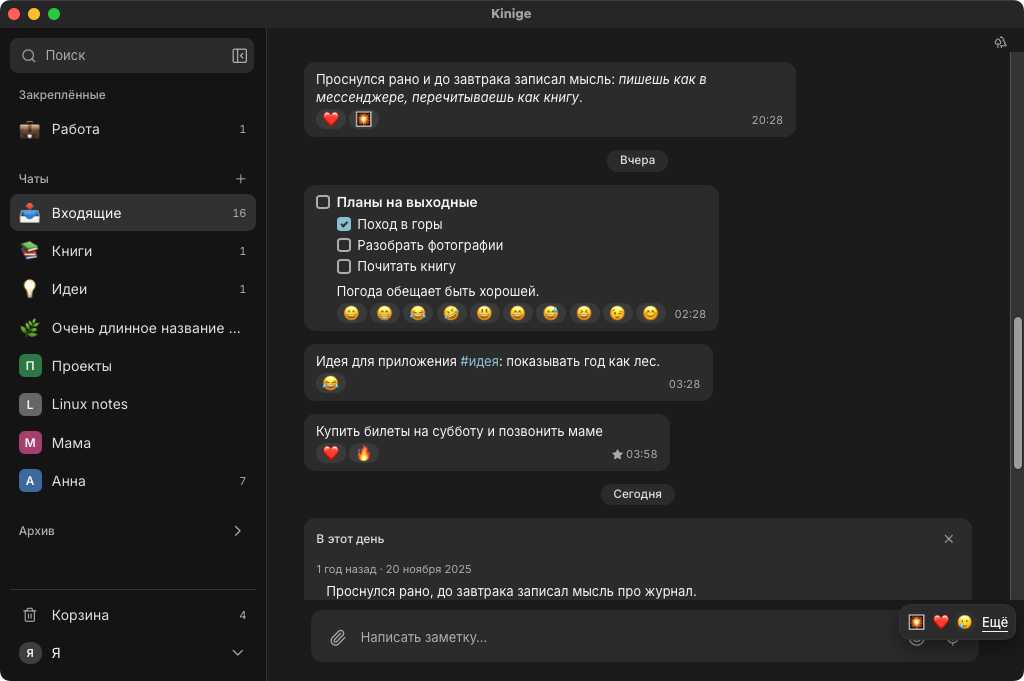 Kinige
Поиск
Закреплённые
Работа 1
Чаты
Входящие 16
Книги 1
Идеи 1
Очень длинное название ...
П Проекты
L Linux notes
М Мама
А Анна 7
Архив
Корзина 4
Я Я
Проснулся рано и до завтрака записал мысль: пишешь как в
мессенджере, перечитываешь как книгу.
20:28
Вчера
Планы на выходные
Поход в горы
Разобрать фотографии
Почитать книгу
Погода обещает быть хорошей.
02:28
Идея для приложения #идея: показывать год как лес.
03:28
Купить билеты на субботу и позвонить маме
03:58
Сегодня
В этот день
1 год назад · 20 ноября 2025
Проснулся рано, до завтрака записал мысль про журнал.
Написать заметку...
Ещё